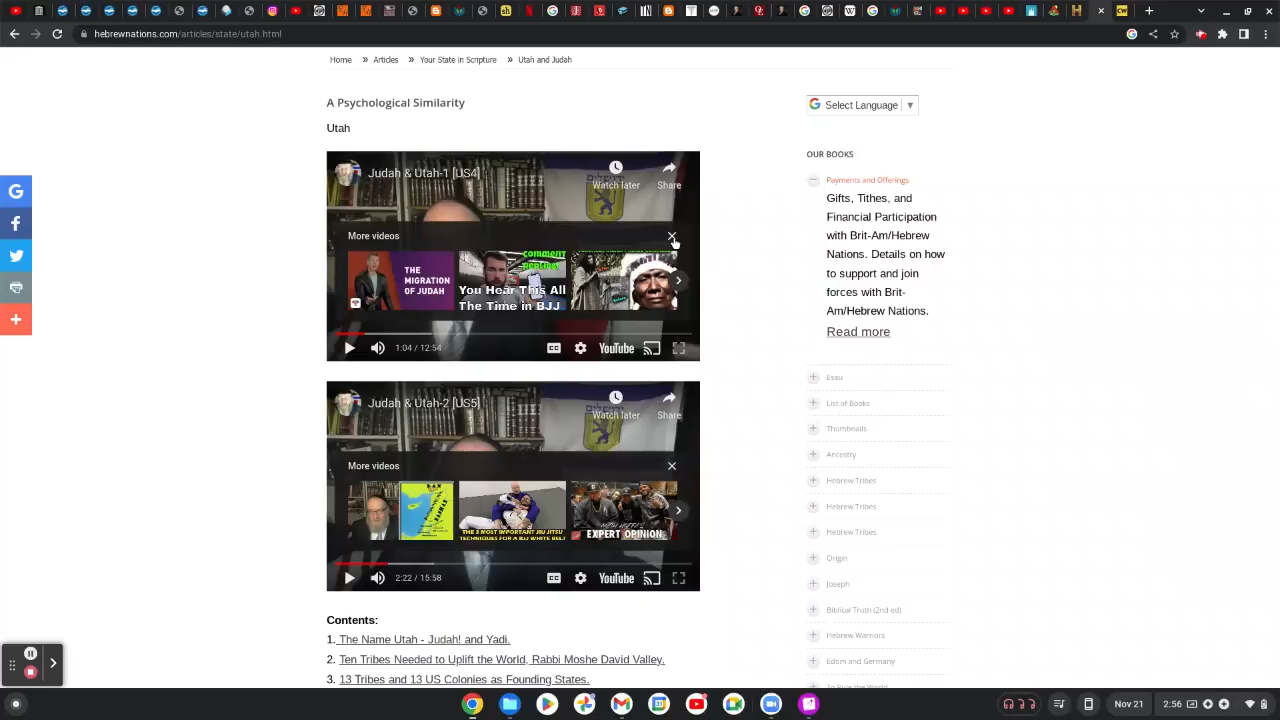 hebrewnations.com/articles/state/utah.html
Home » Articles » Your State in Scripture » Utah and Judah
A Psychological Similarity
Utah
Judah & Utah-1 [US4]
Watch later
Share
More videos
THE
MIGRATION
OF JUDAH
COMMENT
You Hear This All
The Time in BJJ
1:04 / 12:54
CC
YouTube
Judah & Utah-2 [US5]
Watch later
Share
More videos
THE 3 MOST IMPORTANT JIU JITSU
TECHNIQUES FOR A BJJ WHITE BELT
EXPERT OPINION
2:22 / 15:58
CC
YouTube
Contents:
1. The Name Utah - Judah! and Yadi.
2. Ten Tribes Needed to Uplift the World, Rabbi Moshe David Valley.
3. 13 Tribes and 13 US Colonies as Founding States.
Select Language ▼
OUR BOOKS
Payments and Offerings
Gifts, Tithes, and
Financial Participation
with Brit-Am/Hebrew
Nations. Details on how
to support and join
forces with Brit-
Am/Hebrew Nations.
Read more
Esau
List of Books
Thumbnails
Ancestry
Hebrew Tribes
Hebrew Tribes
Hebrew Tribes
Origin
Joseph
Biblical Truth (2nd ed)
Hebrew Warriors
Edom and Germany
To Rule the World
Nov 21
2:56